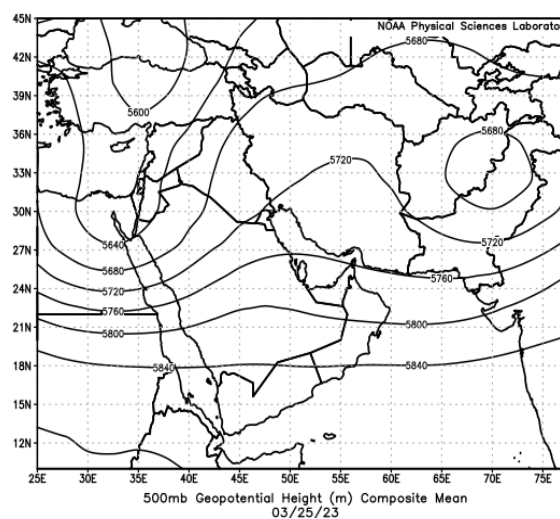 NOAA Physical Sciences Laborato
45N
42N
39N
36N
33N
30N
27N
24N
21N
18N
15N
12N
5680
5600
5680
5720
5640
5720
5680
5760
5720
5760
5800
5800
5840
5840
25E 30E 35E 40E 45E 50E 55E 60E 65E 70E 75E
500mb Geopotential Height (m) Composite Mean
03/25/23